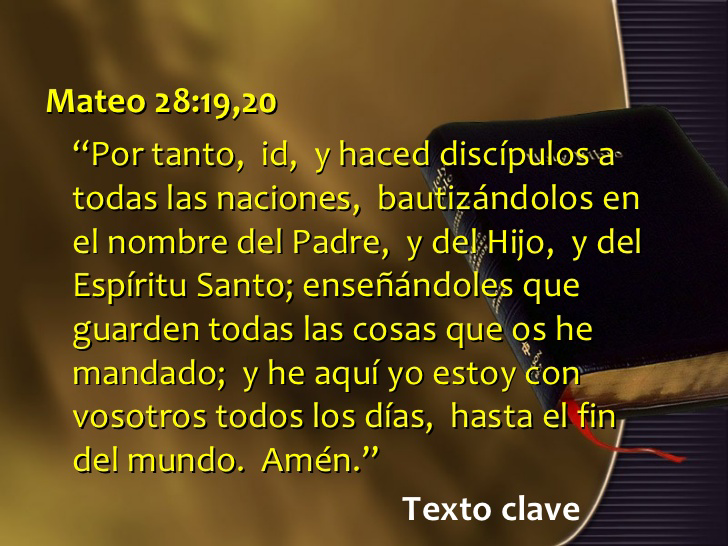 Mateo 28:19,20
“Por tanto, id, y haced discípulos a
todas las naciones, bautizándolos en
el nombre del Padre, y del Hijo, y del
Espíritu Santo; enseñándoles que
guarden todas las cosas que os he
mandado; y he aquí yo estoy con
vosotros todos los días, hasta el fin
del mundo. Amén.”
Texto clave